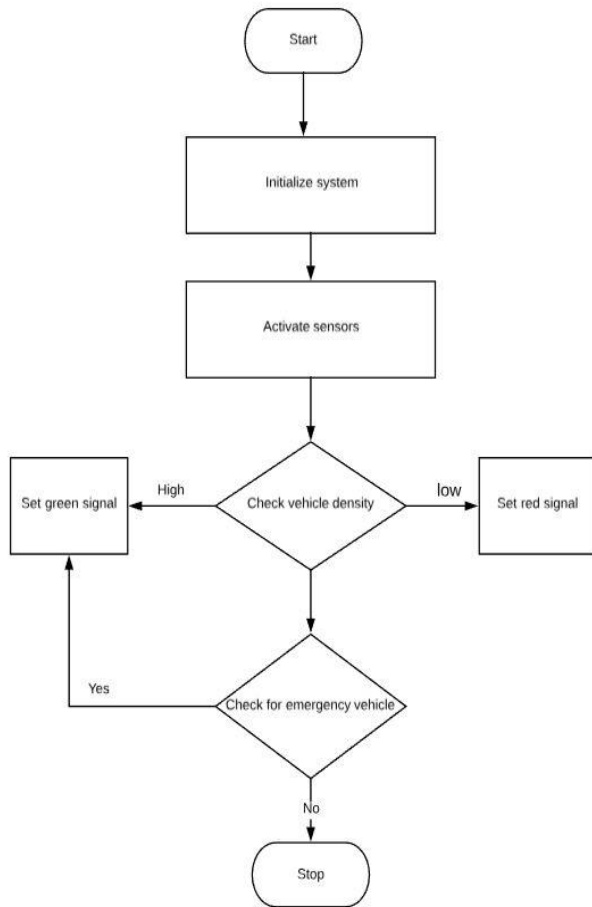 Start
Initialize system
Activate sensors
Set green signal
High
Check vehicle density
low
Set red signal
Yes
Check for emergency vehicle
No
Stop